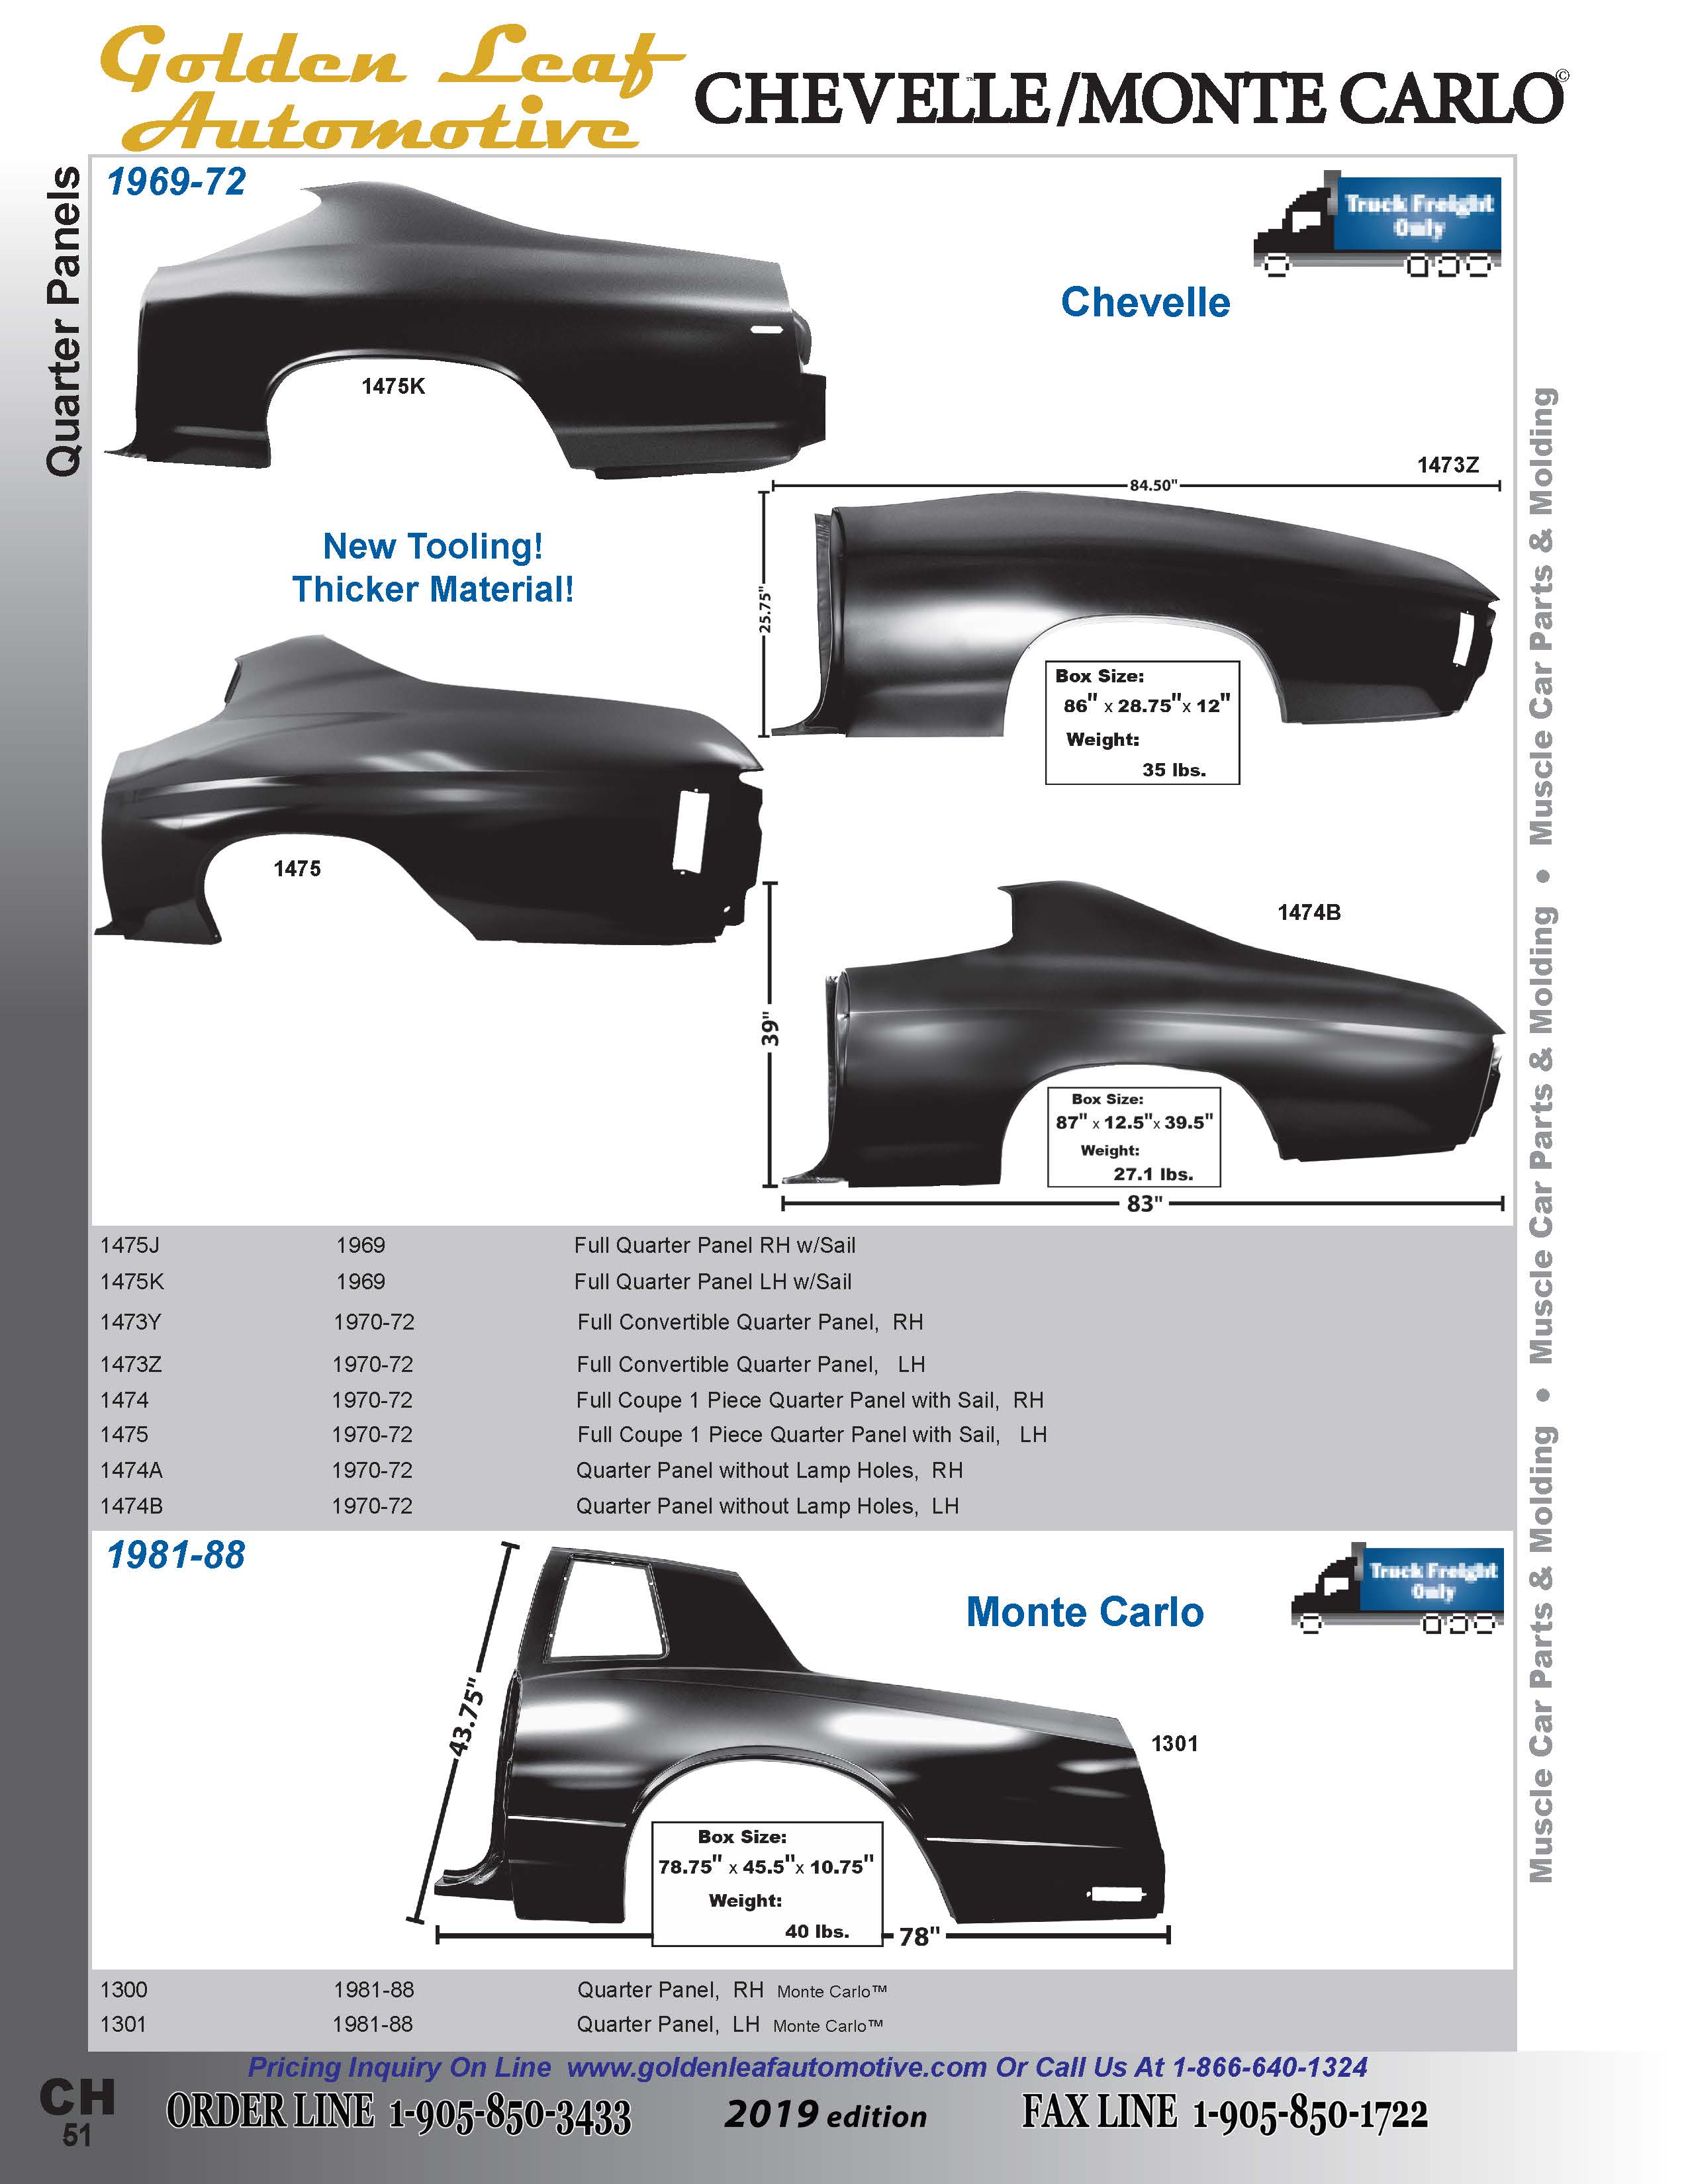 Golden Leaf
Automotive
CHEVELLE™/MONTE CARLO©
Quarter Panels
1969-72
Truck Freight
Only
Chevelle
1475K
1473Z
84.50"
25.75"
New Tooling!
Thicker Material!
Box Size:
86" x 28.75" x 12"
Weight:
35 lbs.
1475
1474B
39"
Box Size:
87" x 12.5" x 39.5"
Weight:
27.1 lbs.
83"
1475J 1969 Full Quarter Panel RH w/Sail
1475K 1969 Full Quarter Panel LH w/Sail
1473Y 1970-72 Full Convertible Quarter Panel, RH
1473Z 1970-72 Full Convertible Quarter Panel, LH
1474 1970-72 Full Coupe 1 Piece Quarter Panel with Sail, RH
1475 1970-72 Full Coupe 1 Piece Quarter Panel with Sail, LH
1474A 1970-72 Quarter Panel without Lamp Holes, RH
1474B 1970-72 Quarter Panel without Lamp Holes, LH
1981-88
Truck Freight
Only
Monte Carlo
43.75"
1301
Box Size:
78.75" x 45.5" x 10.75"
Weight:
40 lbs.
78"
1300 1981-88 Quarter Panel, RH Monte Carlo™
1301 1981-88 Quarter Panel, LH Monte Carlo™
Muscle Car Parts & Molding • Muscle Car Parts & Molding • Muscle Car Parts & Molding
Pricing Inquiry On Line www.goldenleafautomotive.com Or Call Us At 1-866-640-1324
CH
51
ORDER LINE 1-905-850-3433
2019 edition
FAX LINE 1-905-850-1722